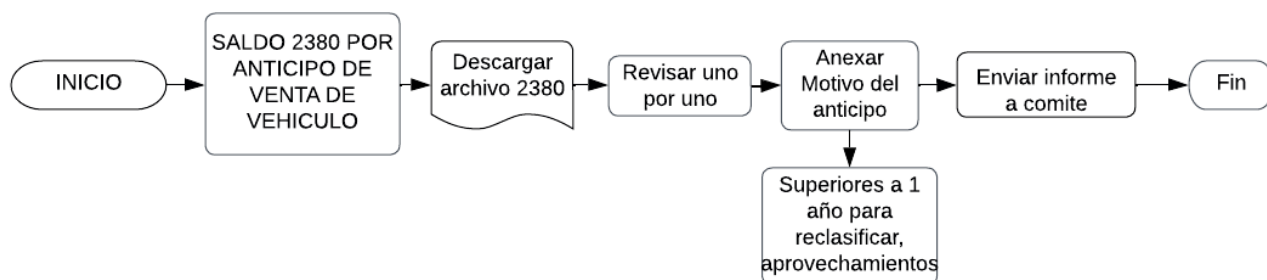 INICIO
SALDO 2380 POR
ANTICIPO DE
VENTA DE
VEHICULO
Descargar
archivo 2380
Revisar uno
por uno
Anexar
Motivo del
anticipo
Enviar informe
a comite
Fin
Superiores a 1
año para
reclasificar,
aprovechamientos